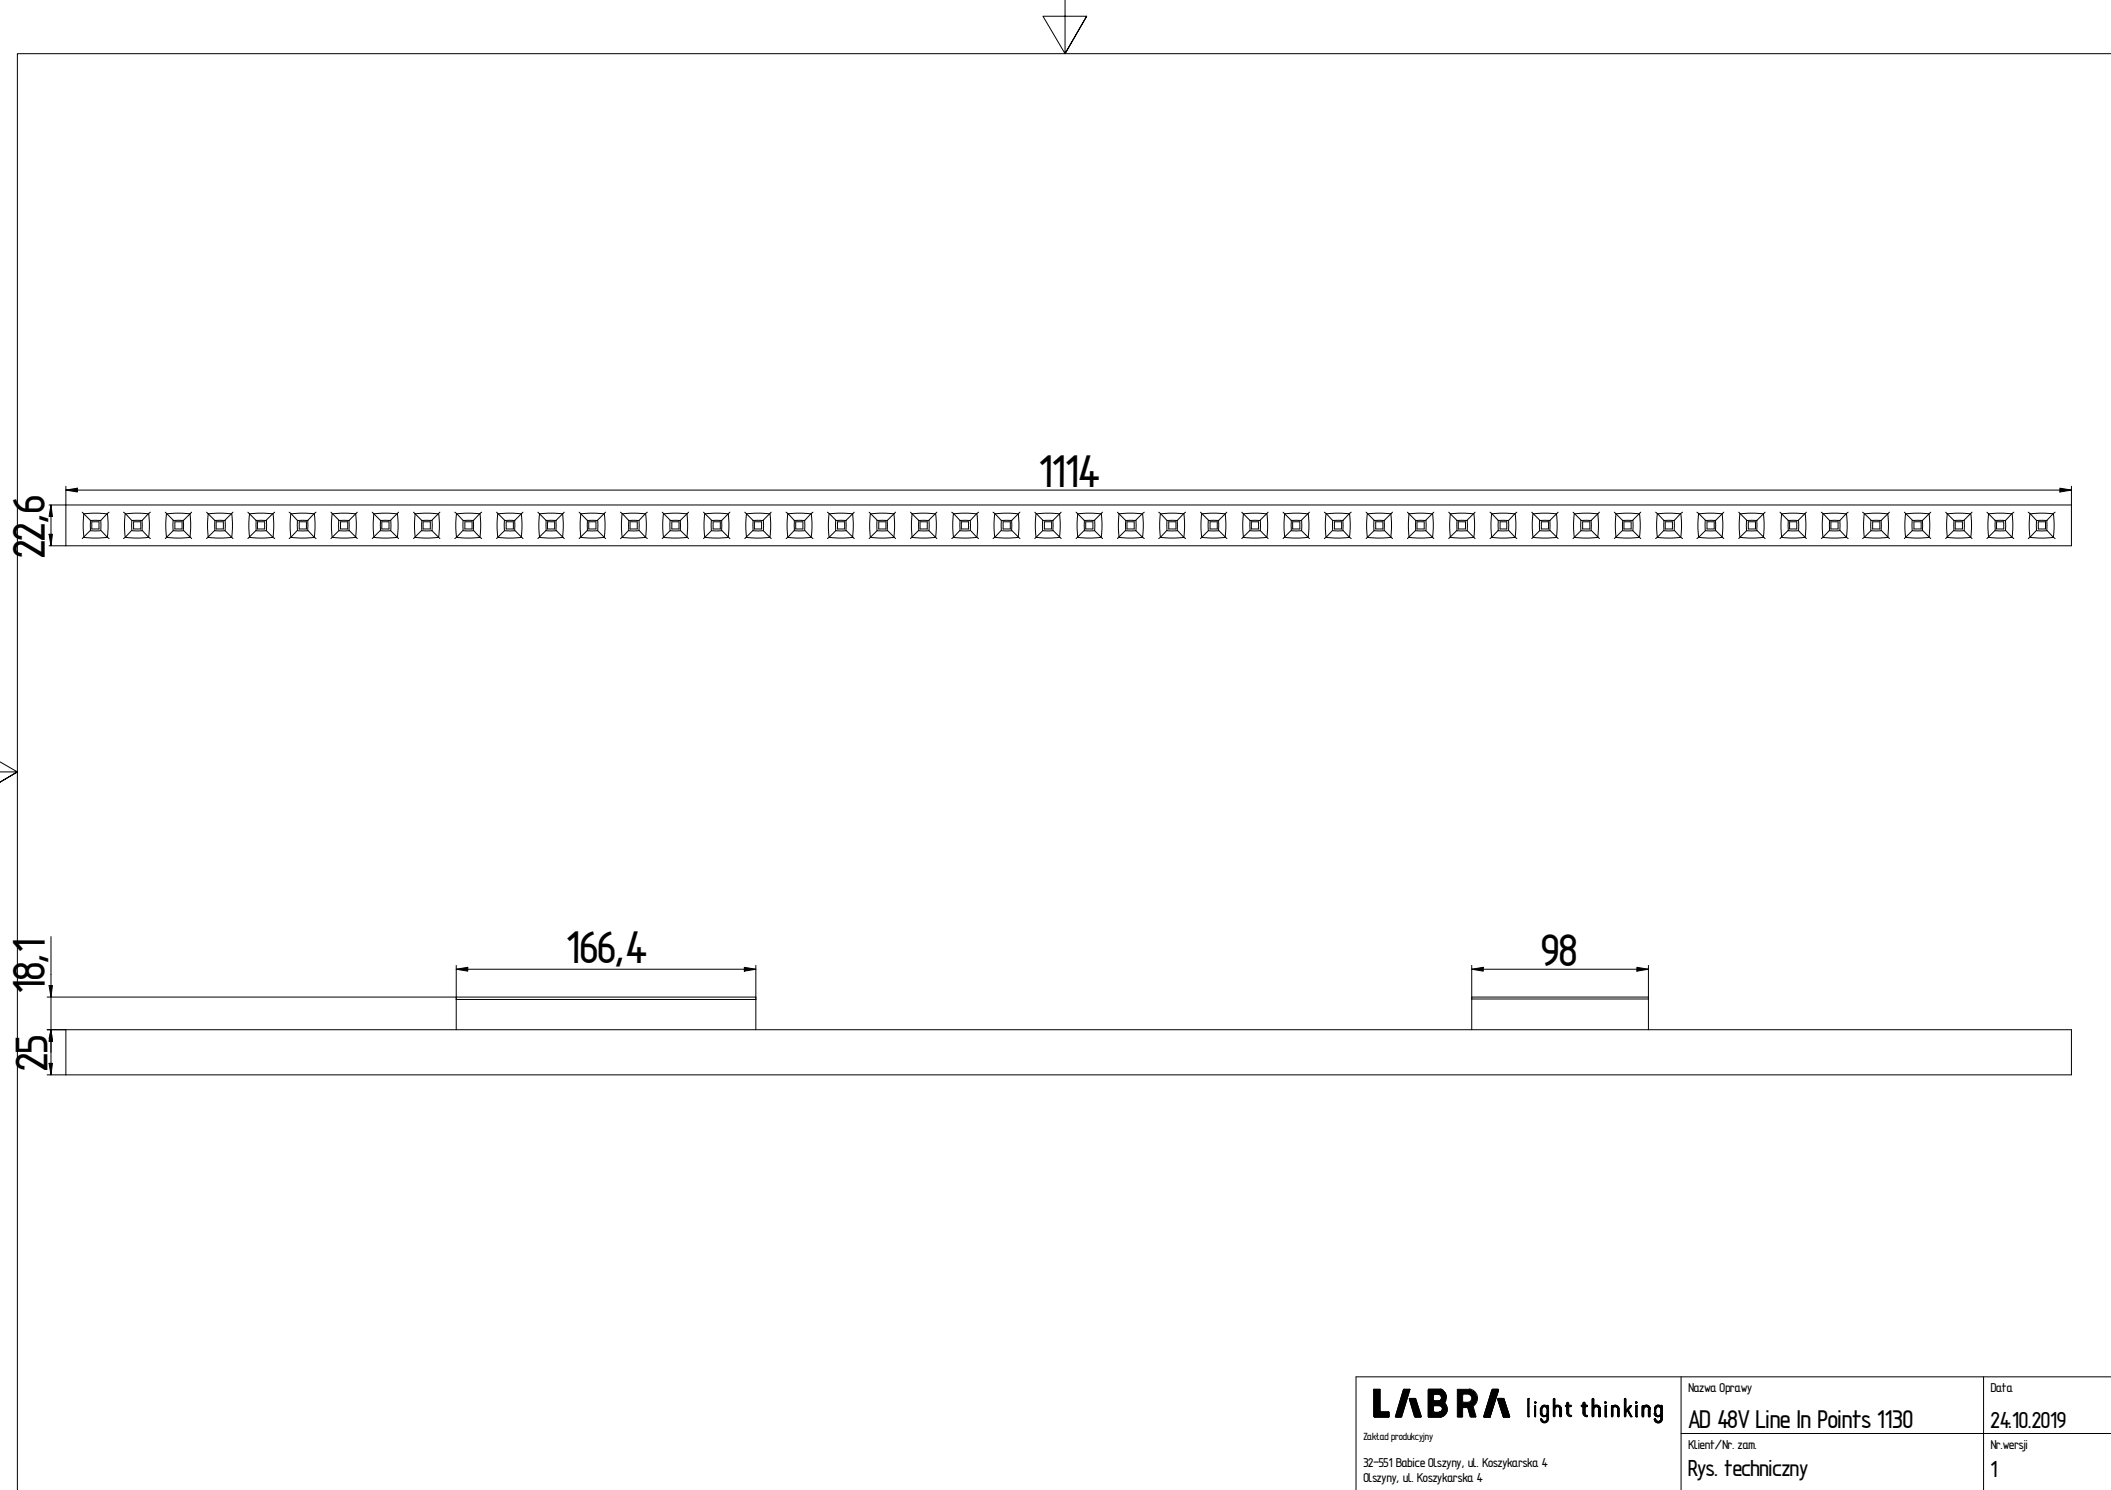 1114
22,6
166,4
98
18,1
25
LABRA light thinking
Zakład produkcyjny
32-551 Babice Olszyny, ul. Koszykarska 4
Olszyny, ul. Koszykarska 4
Nazwa Oprawy
AD 48V Line In Points 1130
Klient/Nr. zam.
Rys. techniczny
Data
24.10.2019
Nr.wersji
1